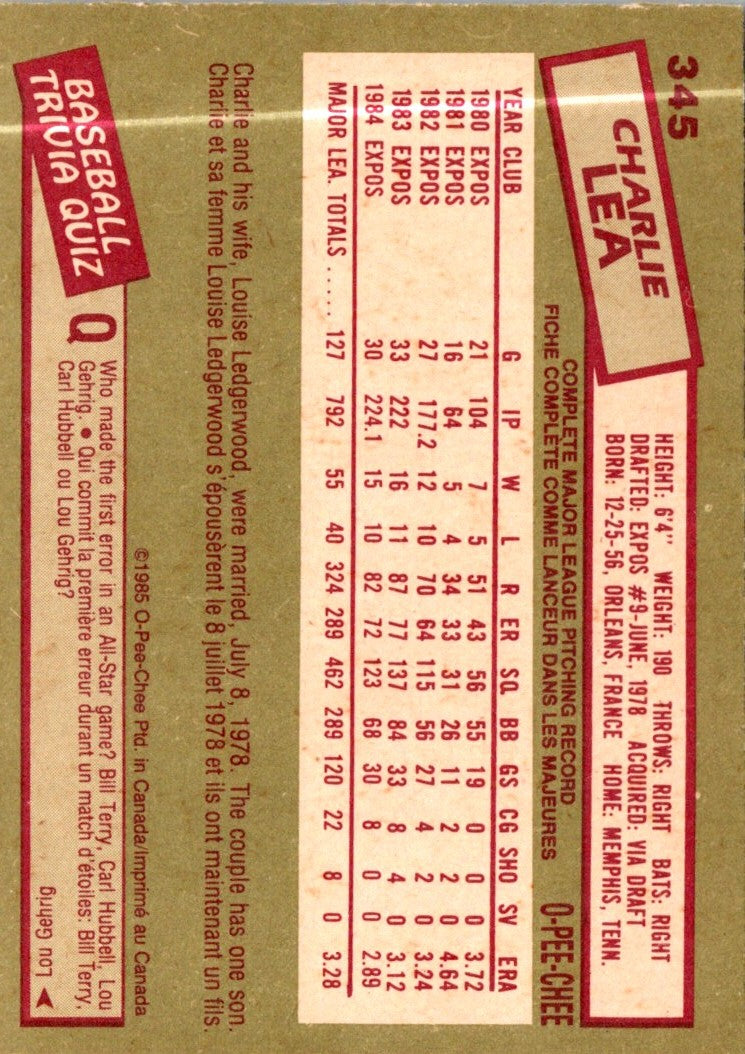 345
CHARLIE
LEA
HEIGHT: 6'4" WEIGHT: 190 THROWS: RIGHT BATS: RIGHT
DRAFTED: EXPOS #9-JUNE, 1978 ACQUIRED: VIA DRAFT
BORN: 12-25-56, ORLEANS, FRANCE HOME: MEMPHIS, TENN.
COMPLETE MAJOR LEAGUE PITCHING RECORD
FICHE COMPLÈTE COMME LANCEUR DANS LES MAJEURES
O-PEE-CHEE
YEAR CLUB G IP W L R ER SO BB GS CG SHO SV ERA
1980 EXPOS 21 104 7 5 51 43 56 55 19 0 0 0 3.72
1981 EXPOS 16 64 5 4 34 33 31 26 11 2 2 0 4.64
1982 EXPOS 27 177.2 12 10 70 64 115 56 27 4 2 0 3.24
1983 EXPOS 33 222 16 11 87 77 137 84 33 8 4 0 3.12
1984 EXPOS 30 224.1 15 10 82 72 123 68 30 8 0 0 2.89
MAJOR LEA. TOTALS ..... 127 792 55 40 324 289 462 289 120 22 8 0 3.28
Charlie and his wife, Louise Ledgerwood, were married, July 8, 1978. The couple has one son.
Charlie et sa femme Louise Ledgerwood s'épousèrent le 8 juillet 1978 et ils ont maintenant un fils.
©1985 O-Pee-Chee Ptd. in Canada/Imprimé au Canada
BASEBALL
TRIVIA QUIZ
Q
Who made the first error in an All-Star game? Bill Terry, Carl Hubbell, Lou
Gehrig. ● Qui commit la première erreur durant un match d'étoiles: Bill Terry,
Carl Hubbell ou Lou Gehrig?
Lou Gehrig